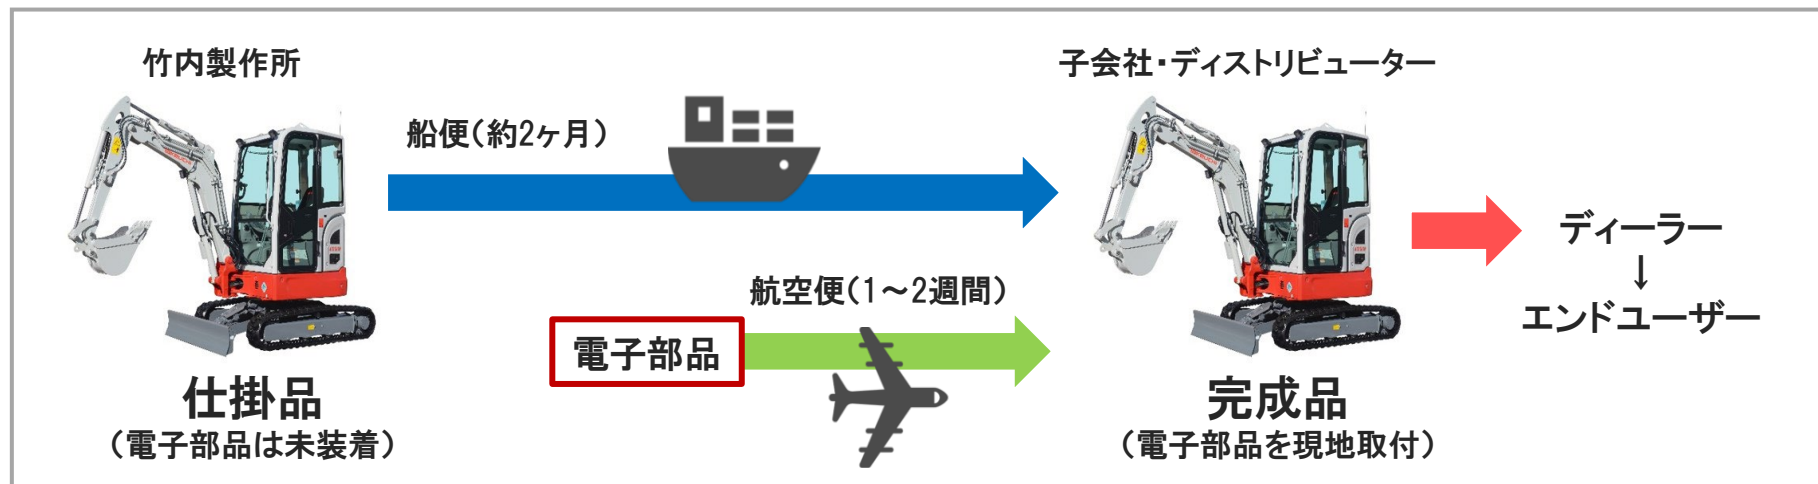 竹内製作所
子会社・ディストリビューター
船便(約2ヶ月)
航空便(1～2週間)
電子部品
ディーラー
↓
エンドユーザー
仕掛品
(電子部品は未装着)
完成品
(電子部品を現地取付)